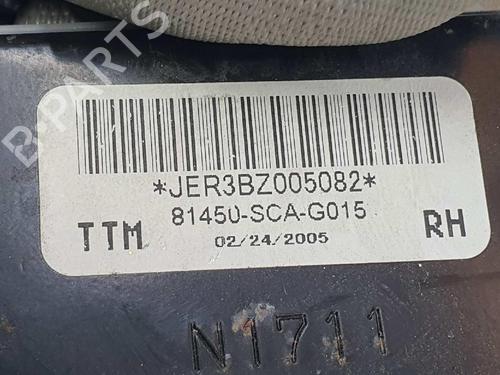 B-PARTS
*JER3BZ005082*
81450-SCA-G015
TTM 02/24/2005 RH
N1711